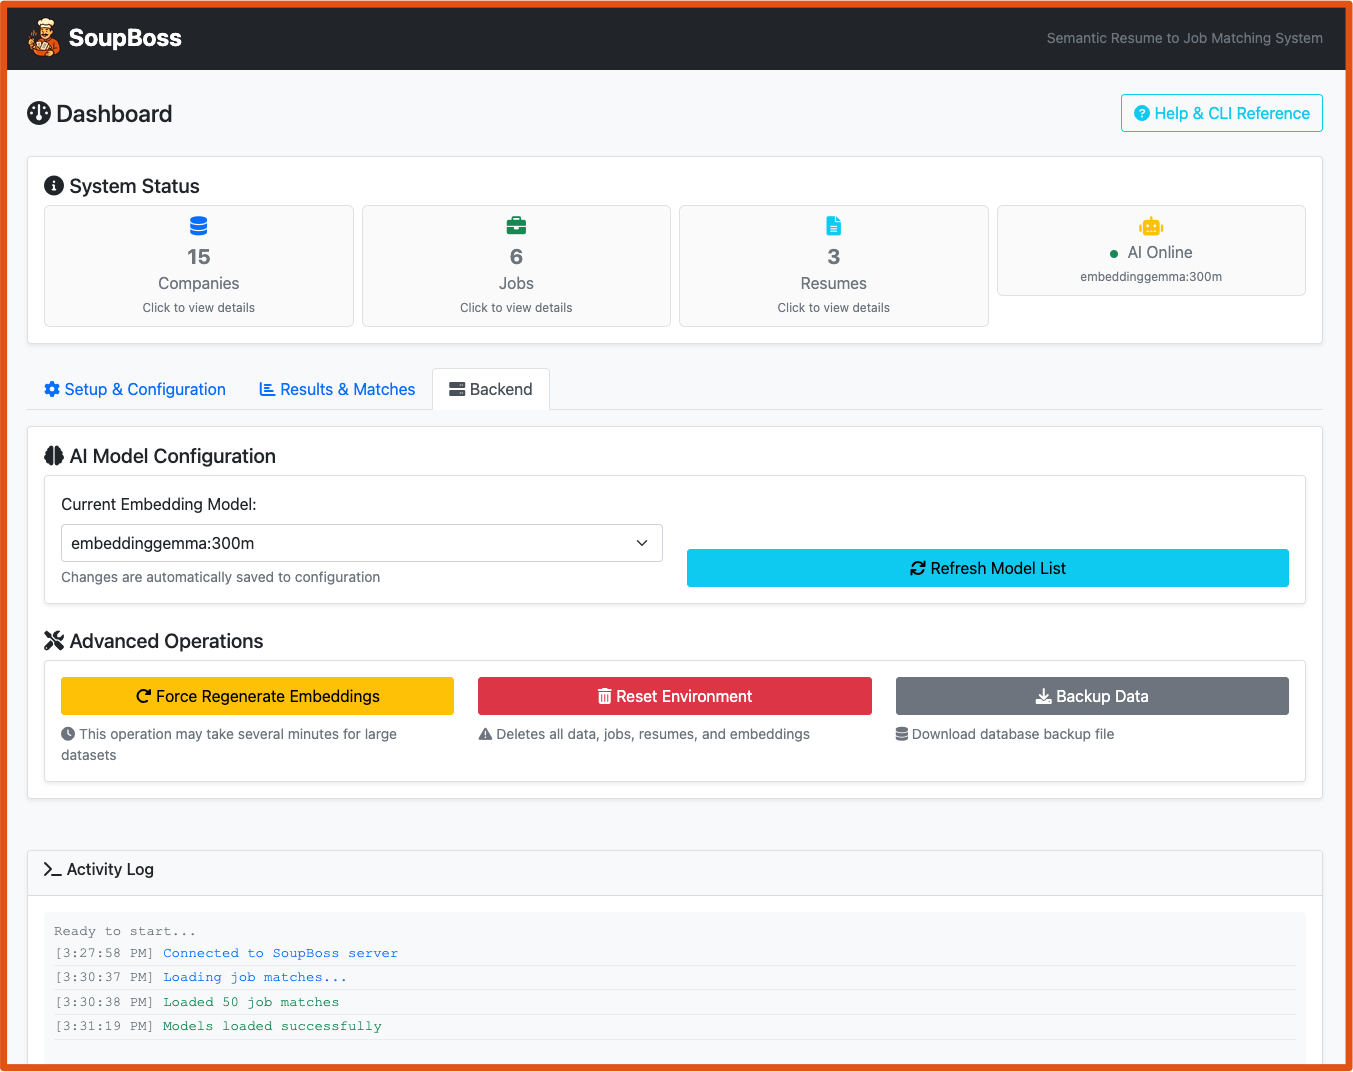 SoupBoss
Semantic Resume to Job Matching System
Dashboard
Help & CLI Reference
System Status
15
Companies
Click to view details
6
Jobs
Click to view details
3
Resumes
Click to view details
AI Online
embeddinggemma:300m
Setup & Configuration
Results & Matches
Backend
AI Model Configuration
Current Embedding Model:
embeddinggemma:300m
Changes are automatically saved to configuration
Refresh Model List
Advanced Operations
Force Regenerate Embeddings
This operation may take several minutes for large
datasets
Reset Environment
Deletes all data, jobs, resumes, and embeddings
Backup Data
Download database backup file
Activity Log
Ready to start...
[3:27:58 PM] Connected to SoupBoss server
[3:30:37 PM] Loading job matches...
[3:30:38 PM] Loaded 50 job matches
[3:31:19 PM] Models loaded successfully